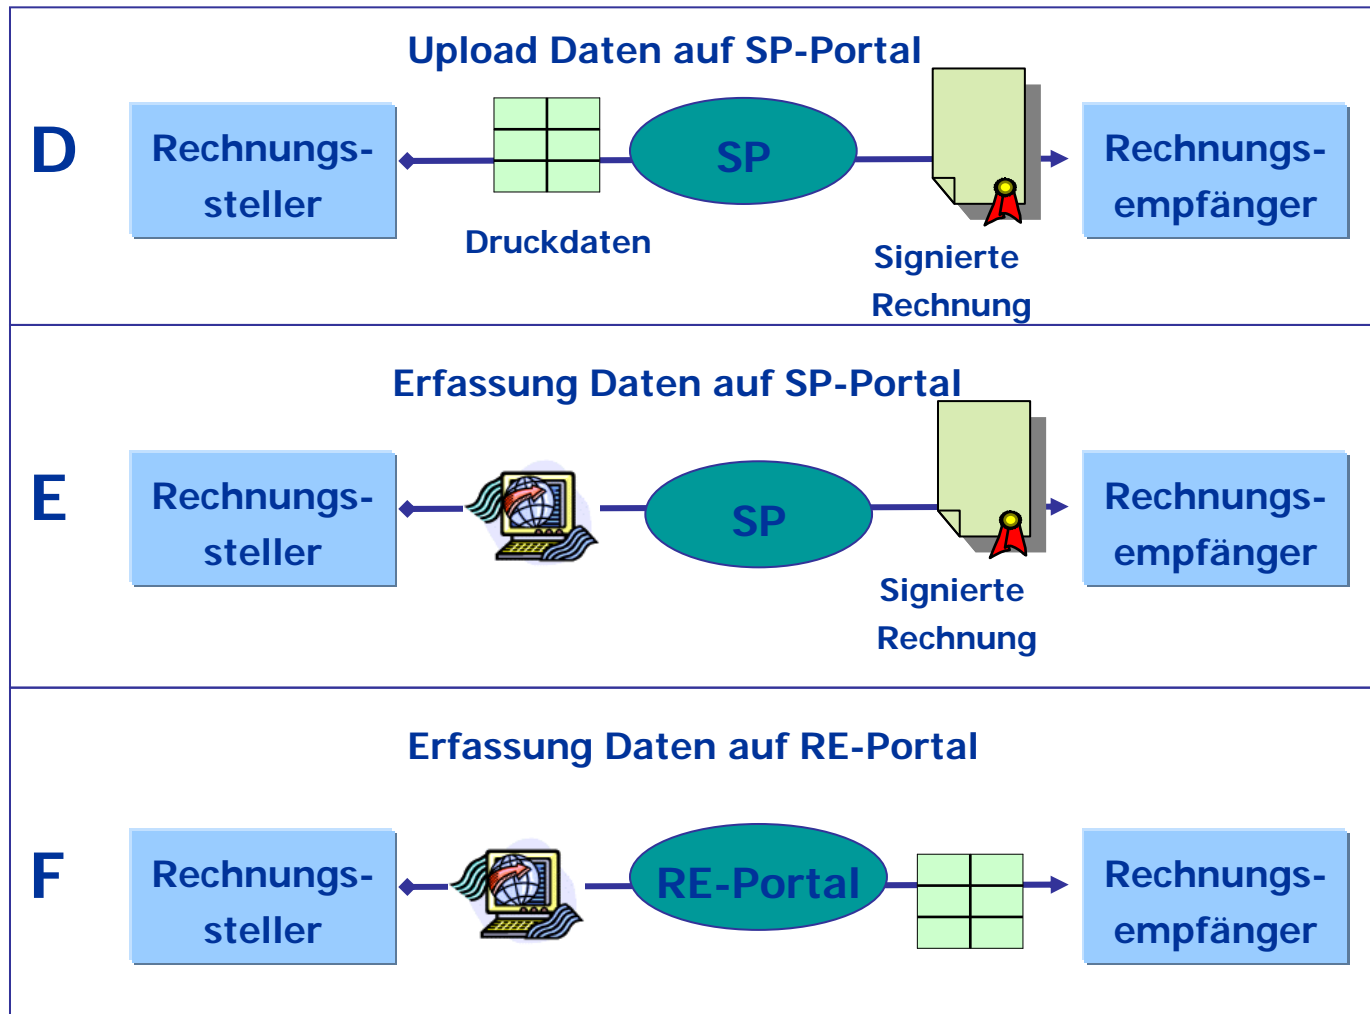 Upload Daten auf SP-Portal
D
Rechnungs-
steller
SP
Rechnungs-
empfänger
Druckdaten
Signierte
Rechnung
Erfassung Daten auf SP-Portal
E
Rechnungs-
steller
SP
Rechnungs-
empfänger
Signierte
Rechnung
Erfassung Daten auf RE-Portal
F
Rechnungs-
steller
RE-Portal
Rechnungs-
empfänger